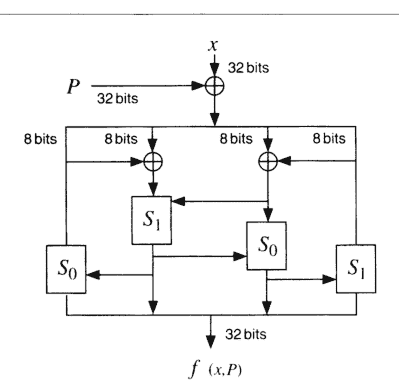 x
32 bits
P
32 bits
8 bits 8 bits 8 bits 8 bits
S1
S0
S0
S1
32 bits
f (x,P)